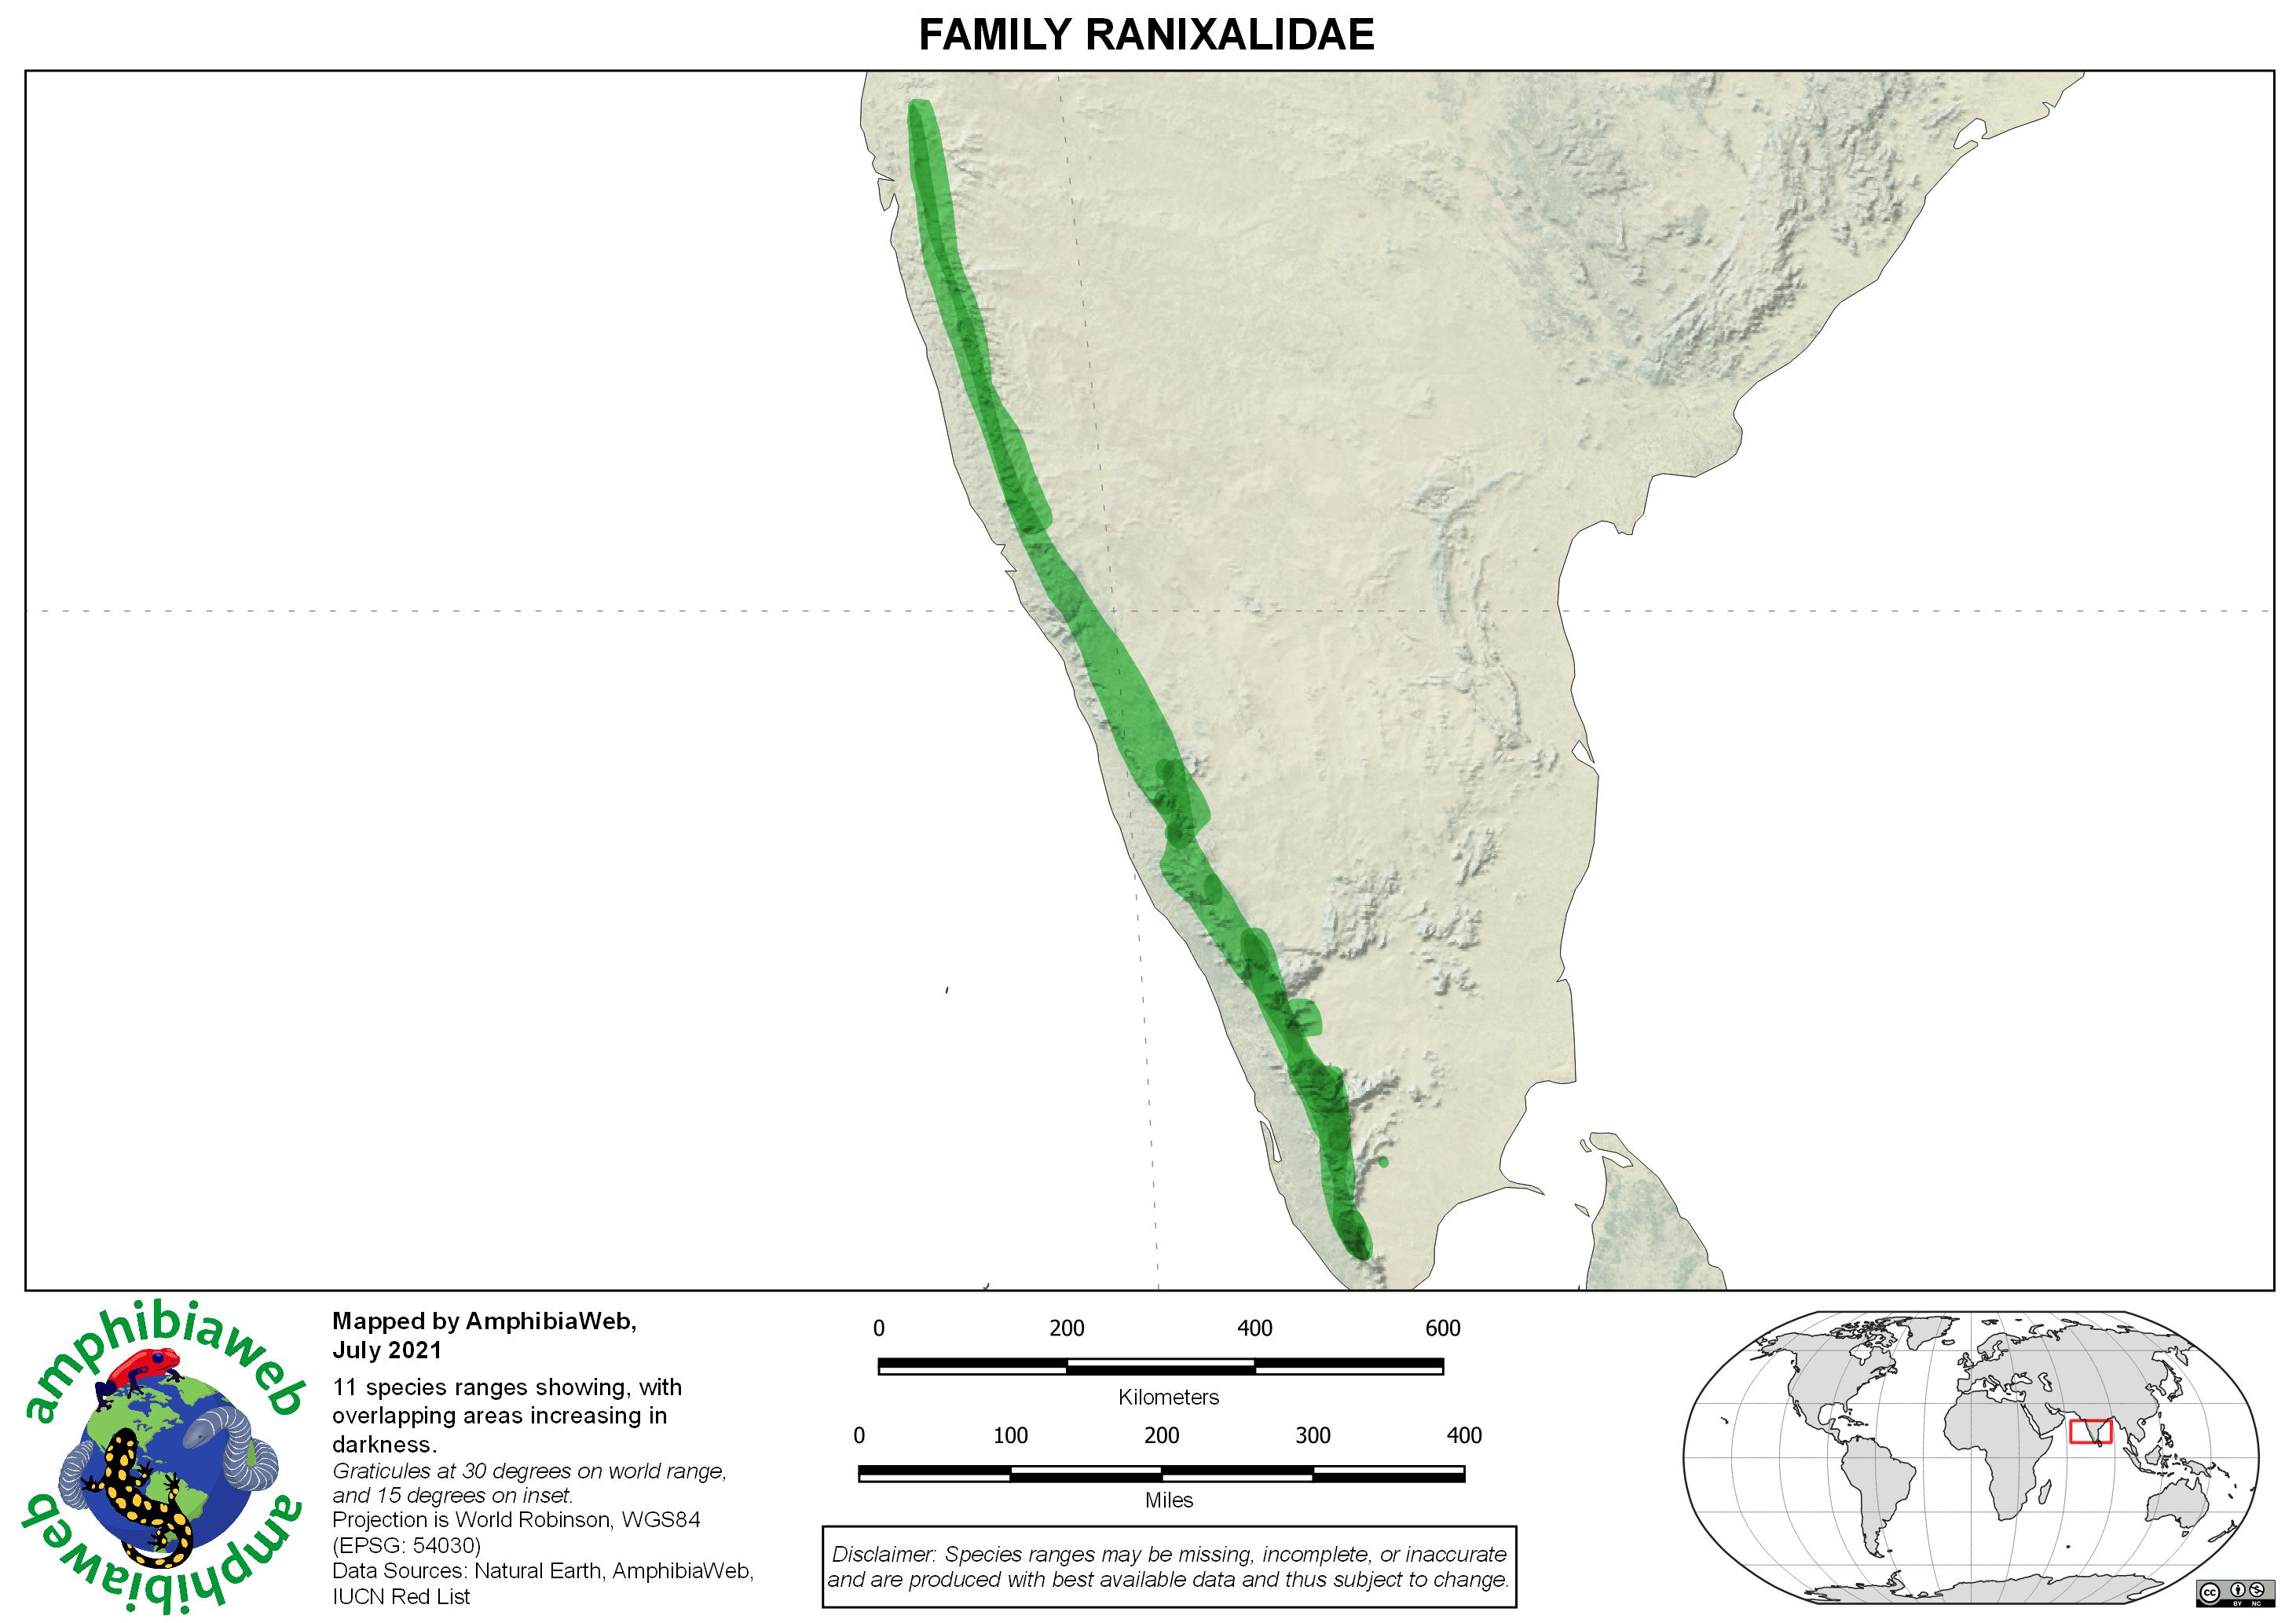 FAMILY RANIXALIDAE
amphibiaweb
amphibiaweb
Mapped by AmphibiaWeb,
July 2021
11 species ranges showing, with
overlapping areas increasing in
darkness.
Graticules at 30 degrees on world range,
and 15 degrees on inset.
Projection is World Robinson, WGS84
(EPSG: 54030)
Data Sources: Natural Earth, AmphibiaWeb,
IUCN Red List
0 200 400 600
Kilometers
0 100 200 300 400
Miles
Disclaimer: Species ranges may be missing, incomplete, or inaccurate
and are produced with best available data and thus subject to change.
cc
BY NC